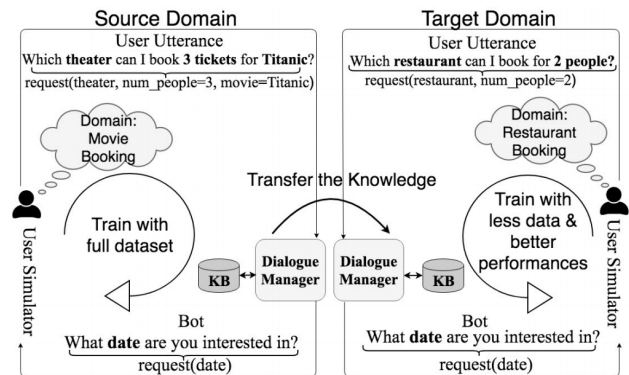 Source Domain
User Utterance
Which theater can I book 3 tickets for Titanic?
request(theater, num_people=3, movie=Titanic)
Domain:
Movie
Booking
User Simulator
Train with
full dataset
KB
Dialogue
Manager
Bot
What date are you interested in?
request(date)
Transfer the Knowledge
Target Domain
User Utterance
Which restaurant can I book for 2 people?
request(restaurant, num_people=2)
Domain:
Restaurant
Booking
User Simulator
Train with
less data &
better
performances
Dialogue
Manager
KB
Bot
What date are you interested in?
request(date)